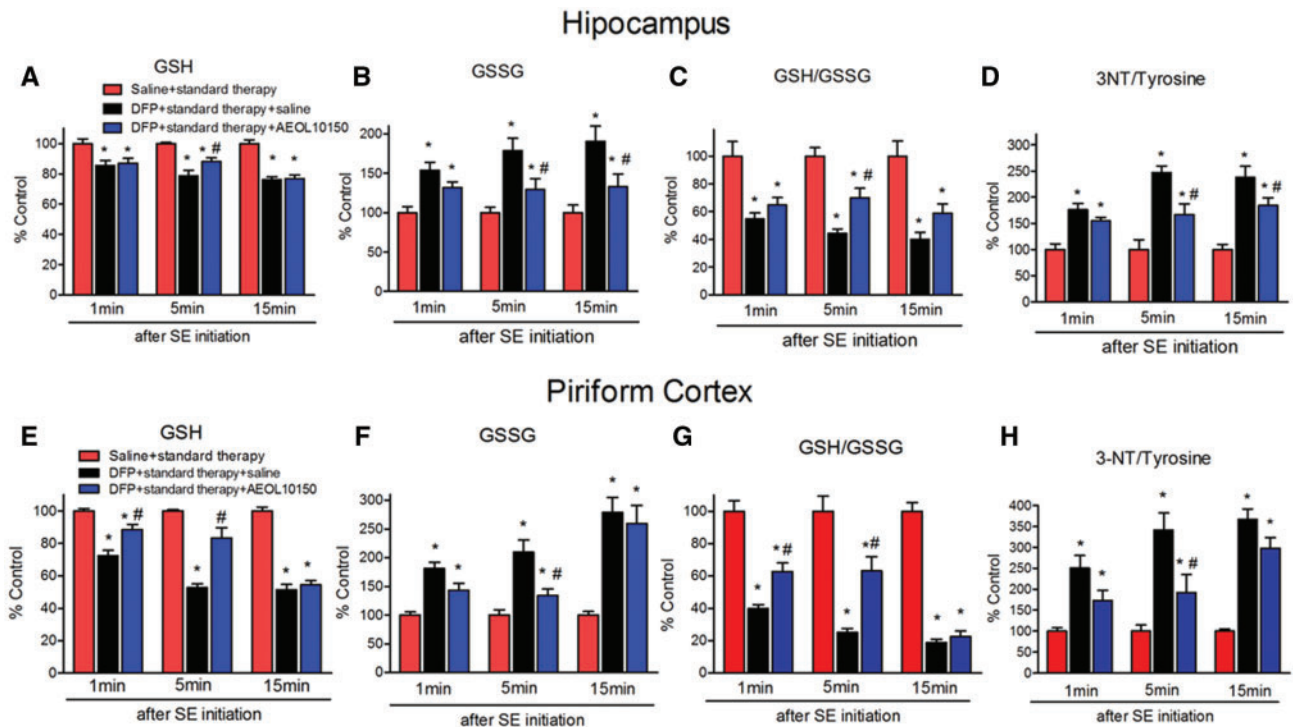 Hipocampus
A
GSH
Saline+standard therapy
DFP+standard therapy+saline
DFP+standard therapy+AEOL10150
% Control
100
80
60
40
20
0
* * * * # * *
1min 5min 15min
after SE initiation
B
GSSG
% Control
200
150
100
50
0
* * * * # * * #
1min 5min 15min
after SE initiation
C
GSH/GSSG
% Control
100
80
60
40
20
0
* * * * # * *
1min 5min 15min
after SE initiation
D
3NT/Tyrosine
% Control
300
250
200
150
100
50
0
* * * * # * * #
1min 5min 15min
after SE initiation
Piriform Cortex
E
GSH
Saline+standard therapy
DFP+standard therapy+saline
DFP+standard therapy+AEOL10150
% Control
100
80
60
40
20
0
* * # * # * *
1min 5min 15min
after SE initiation
F
GSSG
% Control
300
250
200
150
100
50
0
* * * * # * *
1min 5min 15min
after SE initiation
G
GSH/GSSG
% Control
100
80
60
40
20
0
* *# * *# * *
1min 5min 15min
after SE initiation
H
3-NT/Tyrosine
% Control
400
350
300
250
200
150
100
50
0
* * * * # * *
1min 5min 15min
after SE initiation